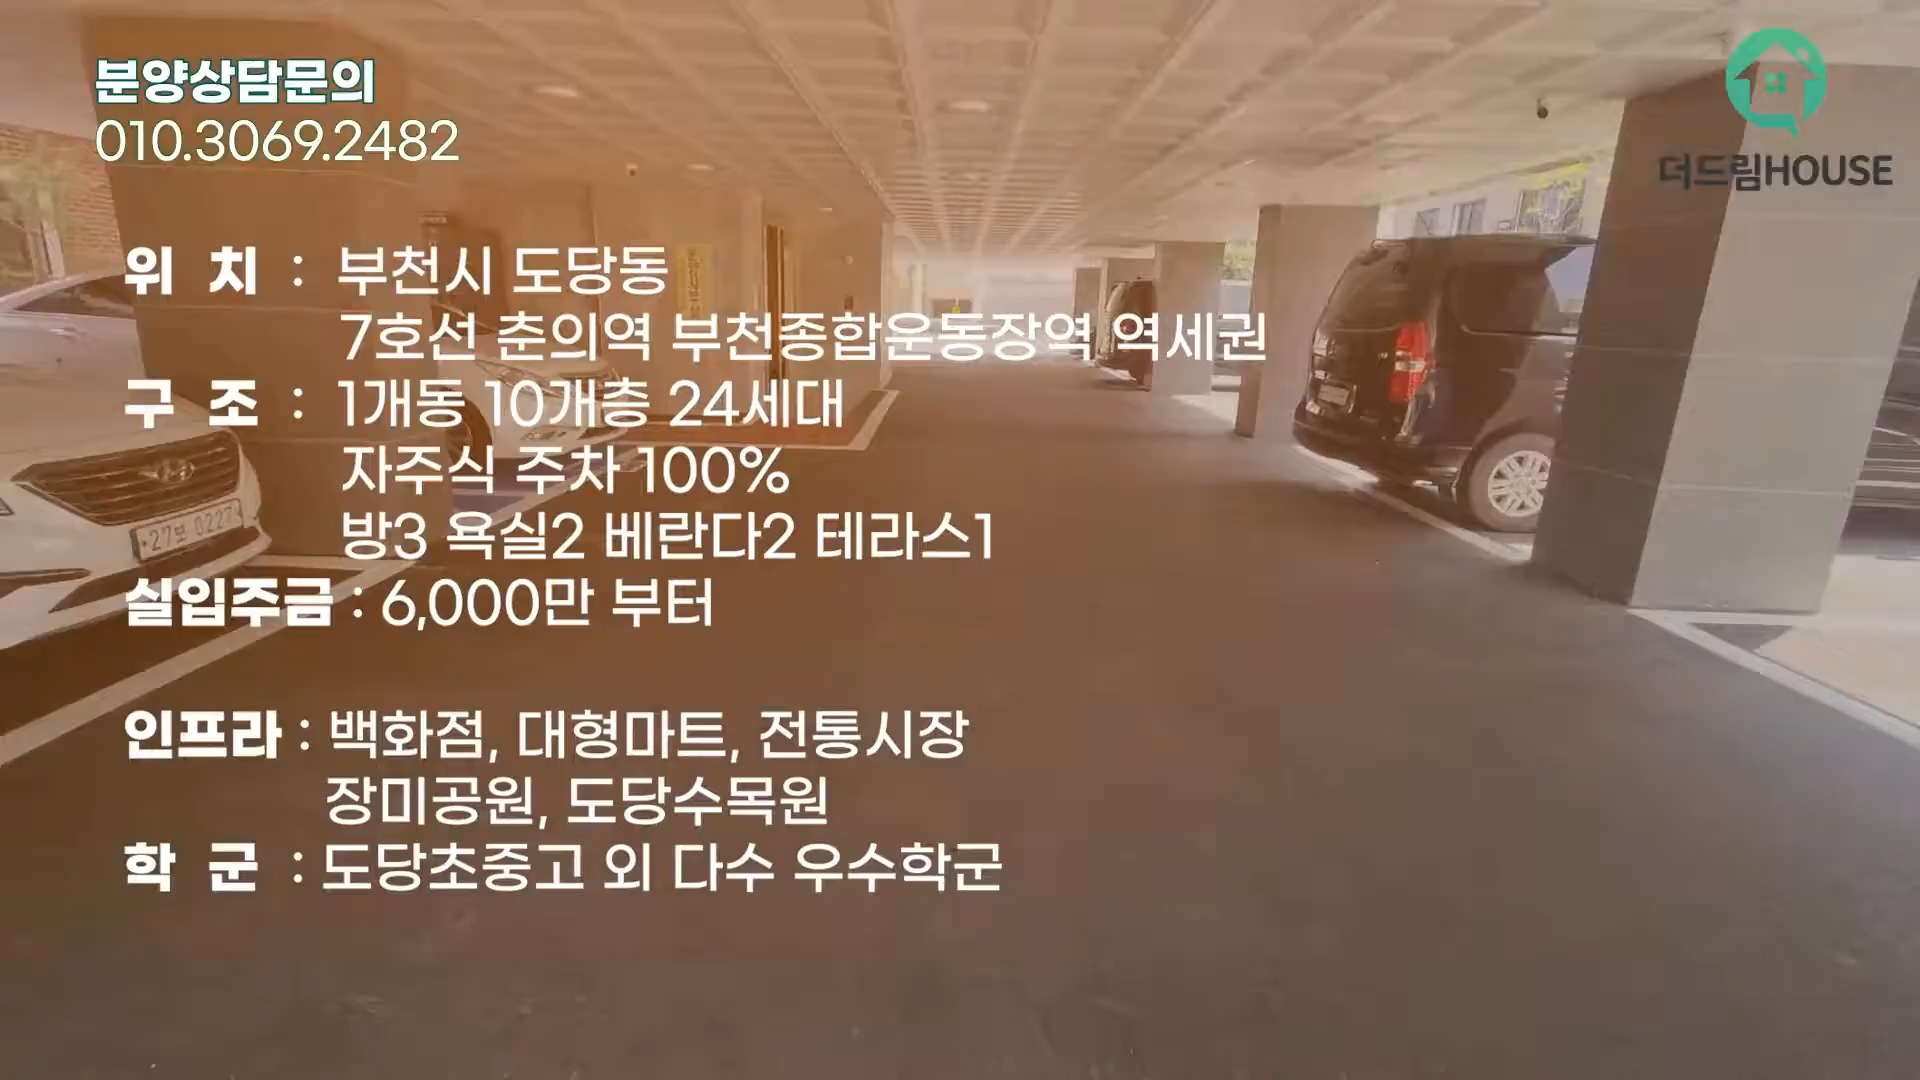 분양상담문의
010.3069.2482
더드림HOUSE
위 치 : 부천시 도당동
7호선 춘의역 부천종합운동장역 역세권
구 조 : 1개동 10개층 24세대
자주식 주차 100%
방3 욕실2 베란다2 테라스1
실입주금 : 6,000만 부터
인프라 : 백화점, 대형마트, 전통시장
장미공원, 도당수목원
학 군 : 도당초중고 외 다수 우수학군
27보 0227